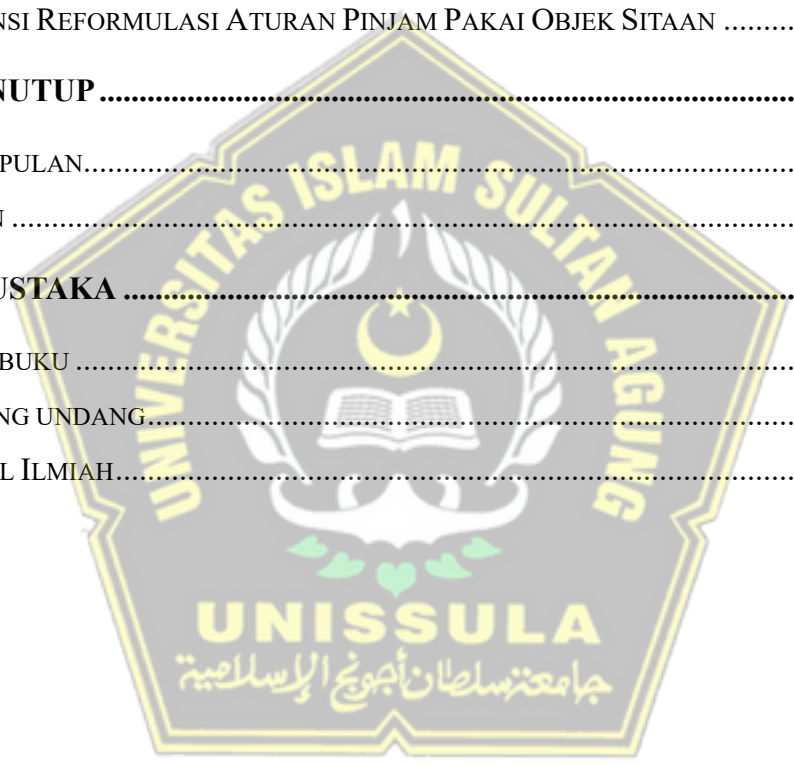 NSI REFORMULASI ATURAN PINJAM PAKAI OBJEK SITAAN .........
NUTUP ..........................................................................
PULAN...........................................................................
N .................................................................................
USTAKA ......................................................................
BUKU ............................................................................
NG UNDANG...................................................................
L ILMIAH.......................................................................
UNIVERSITAS ISLAM SULTAN AGUNG
UNISSULA
جامعة سلطان أجونج الإسلامية